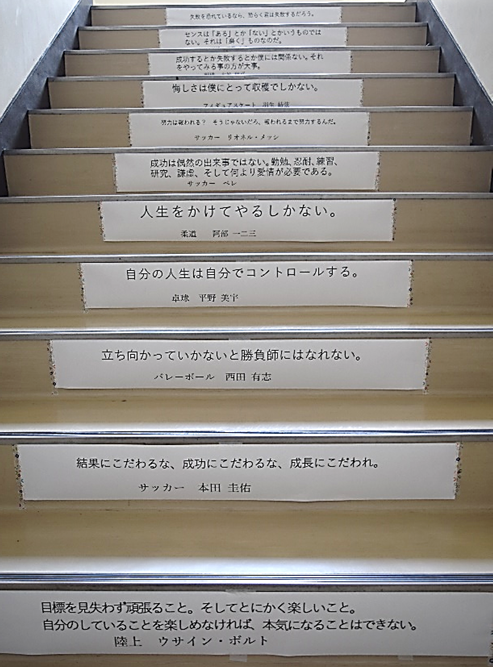 失敗を恐れているなら、恐らく君は失敗するだろう。
センスは「ある」とか「ない」とかいうものでは
ない。それは「磨く」ものなのだ。
成功するとか失敗するとか僕には関係ない。それ
をやってみる事の方が大事。
悔しさは僕にとって収穫でしかない。
フィギュアスケート 羽生 結弦
努力は報われる？ そうじゃないだろ、報われるまで努力するんだ。
サッカー リオネル・メッシ
成功は偶然の出来事ではない。勤勉、忍耐、練習、
研究、謙虚、そして何より愛情が必要である。
サッカー ペレ
人生をかけてやるしかない。
柔道 阿部 一二三
自分の人生は自分でコントロールする。
卓球 平野 美宇
立ち向かっていかないと勝負師にはなれない。
バレーボール 西田 有志
結果にこだわるな、成功にこだわるな、成長にこだわれ。
サッカー 本田 圭佑
目標を見失わず頑張ること。そしてとにかく楽しいこと。
自分のしていることを楽しめなければ、本気になることはできない。
陸上 ウサイン・ボルト